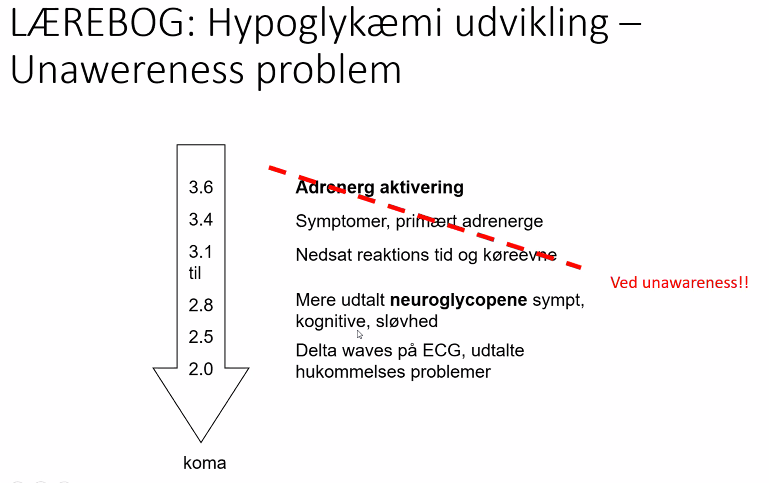 LÆREBOG: Hypoglykæmi udvikling –
Unawereness problem
3.6
Adrenerg aktivering
3.4
Symptomer, primært adrenerge
3.1
Nedsat reaktions tid og køreevne
til
Ved unawareness!!
2.8
Mere udtalt neuroglycopene sympt,
kognitive, sløvhed
2.5
Delta waves på ECG, udtalte
2.0
hukommelses problemer
koma